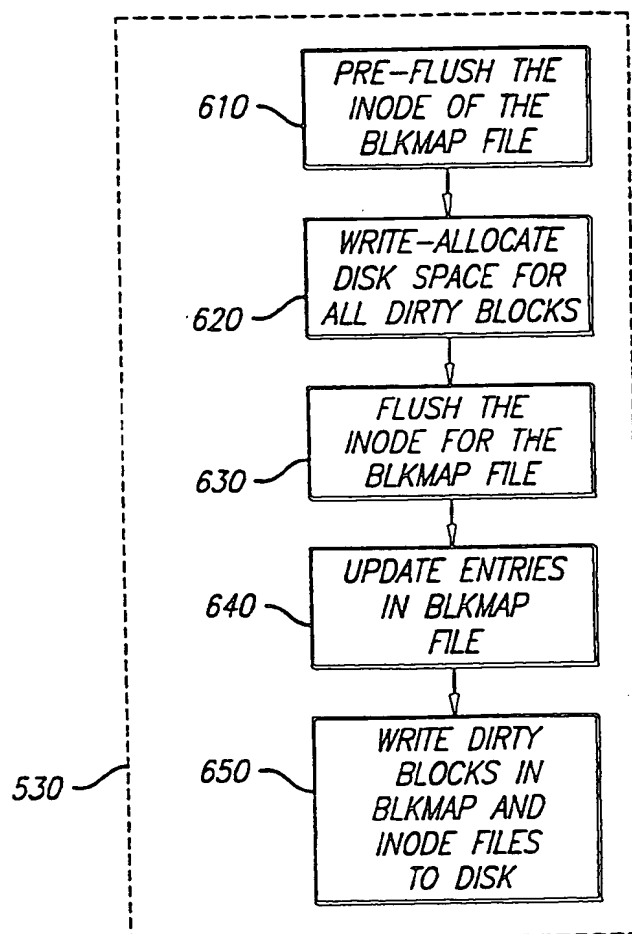 610
PRE-FLUSH THE
INODE OF THE
BLKMAP FILE
620
WRITE-ALLOCATE
DISK SPACE FOR
ALL DIRTY BLOCKS
630
FLUSH THE
INODE FOR THE
BLKMAP FILE
640
UPDATE ENTRIES
IN BLKMAP
FILE
530
650
WRITE DIRTY
BLOCKS IN
BLKMAP AND
INODE FILES
TO DISK